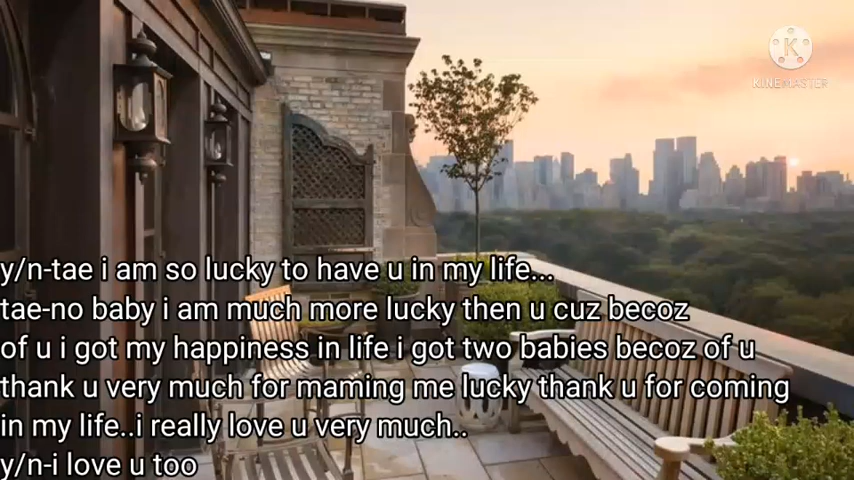 KINEMASTER
y/n-tae i am so lucky to have u in my life...
tae-no baby i am much more lucky then u cuz becoz
of u i got my happiness in life i got two babies becoz of u
thank u very much for maming me lucky thank u for coming
in my life..i really love u very much..
y/n-i love u too